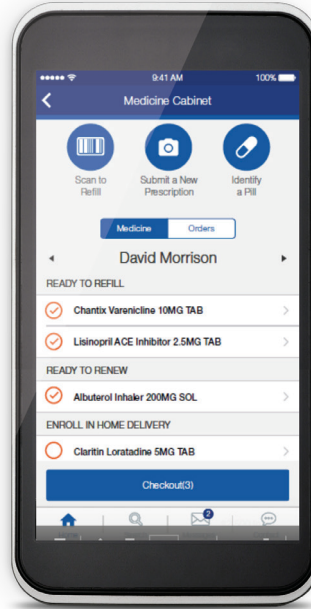 9:41 AM
100%
Medicine Cabinet
Scan to
Refill
Submit a New
Prescription
Identify
a Pill
Medicine
Orders
David Morrison
READY TO REFILL
Chantix Varenicline 10MG TAB
Lisinopril ACE Inhibitor 2.5MG TAB
READY TO RENEW
Albuterol Inhaler 200MG SOL
ENROLL IN HOME DELIVERY
Claritin Loratadine 5MG TAB
Checkout(3)
2